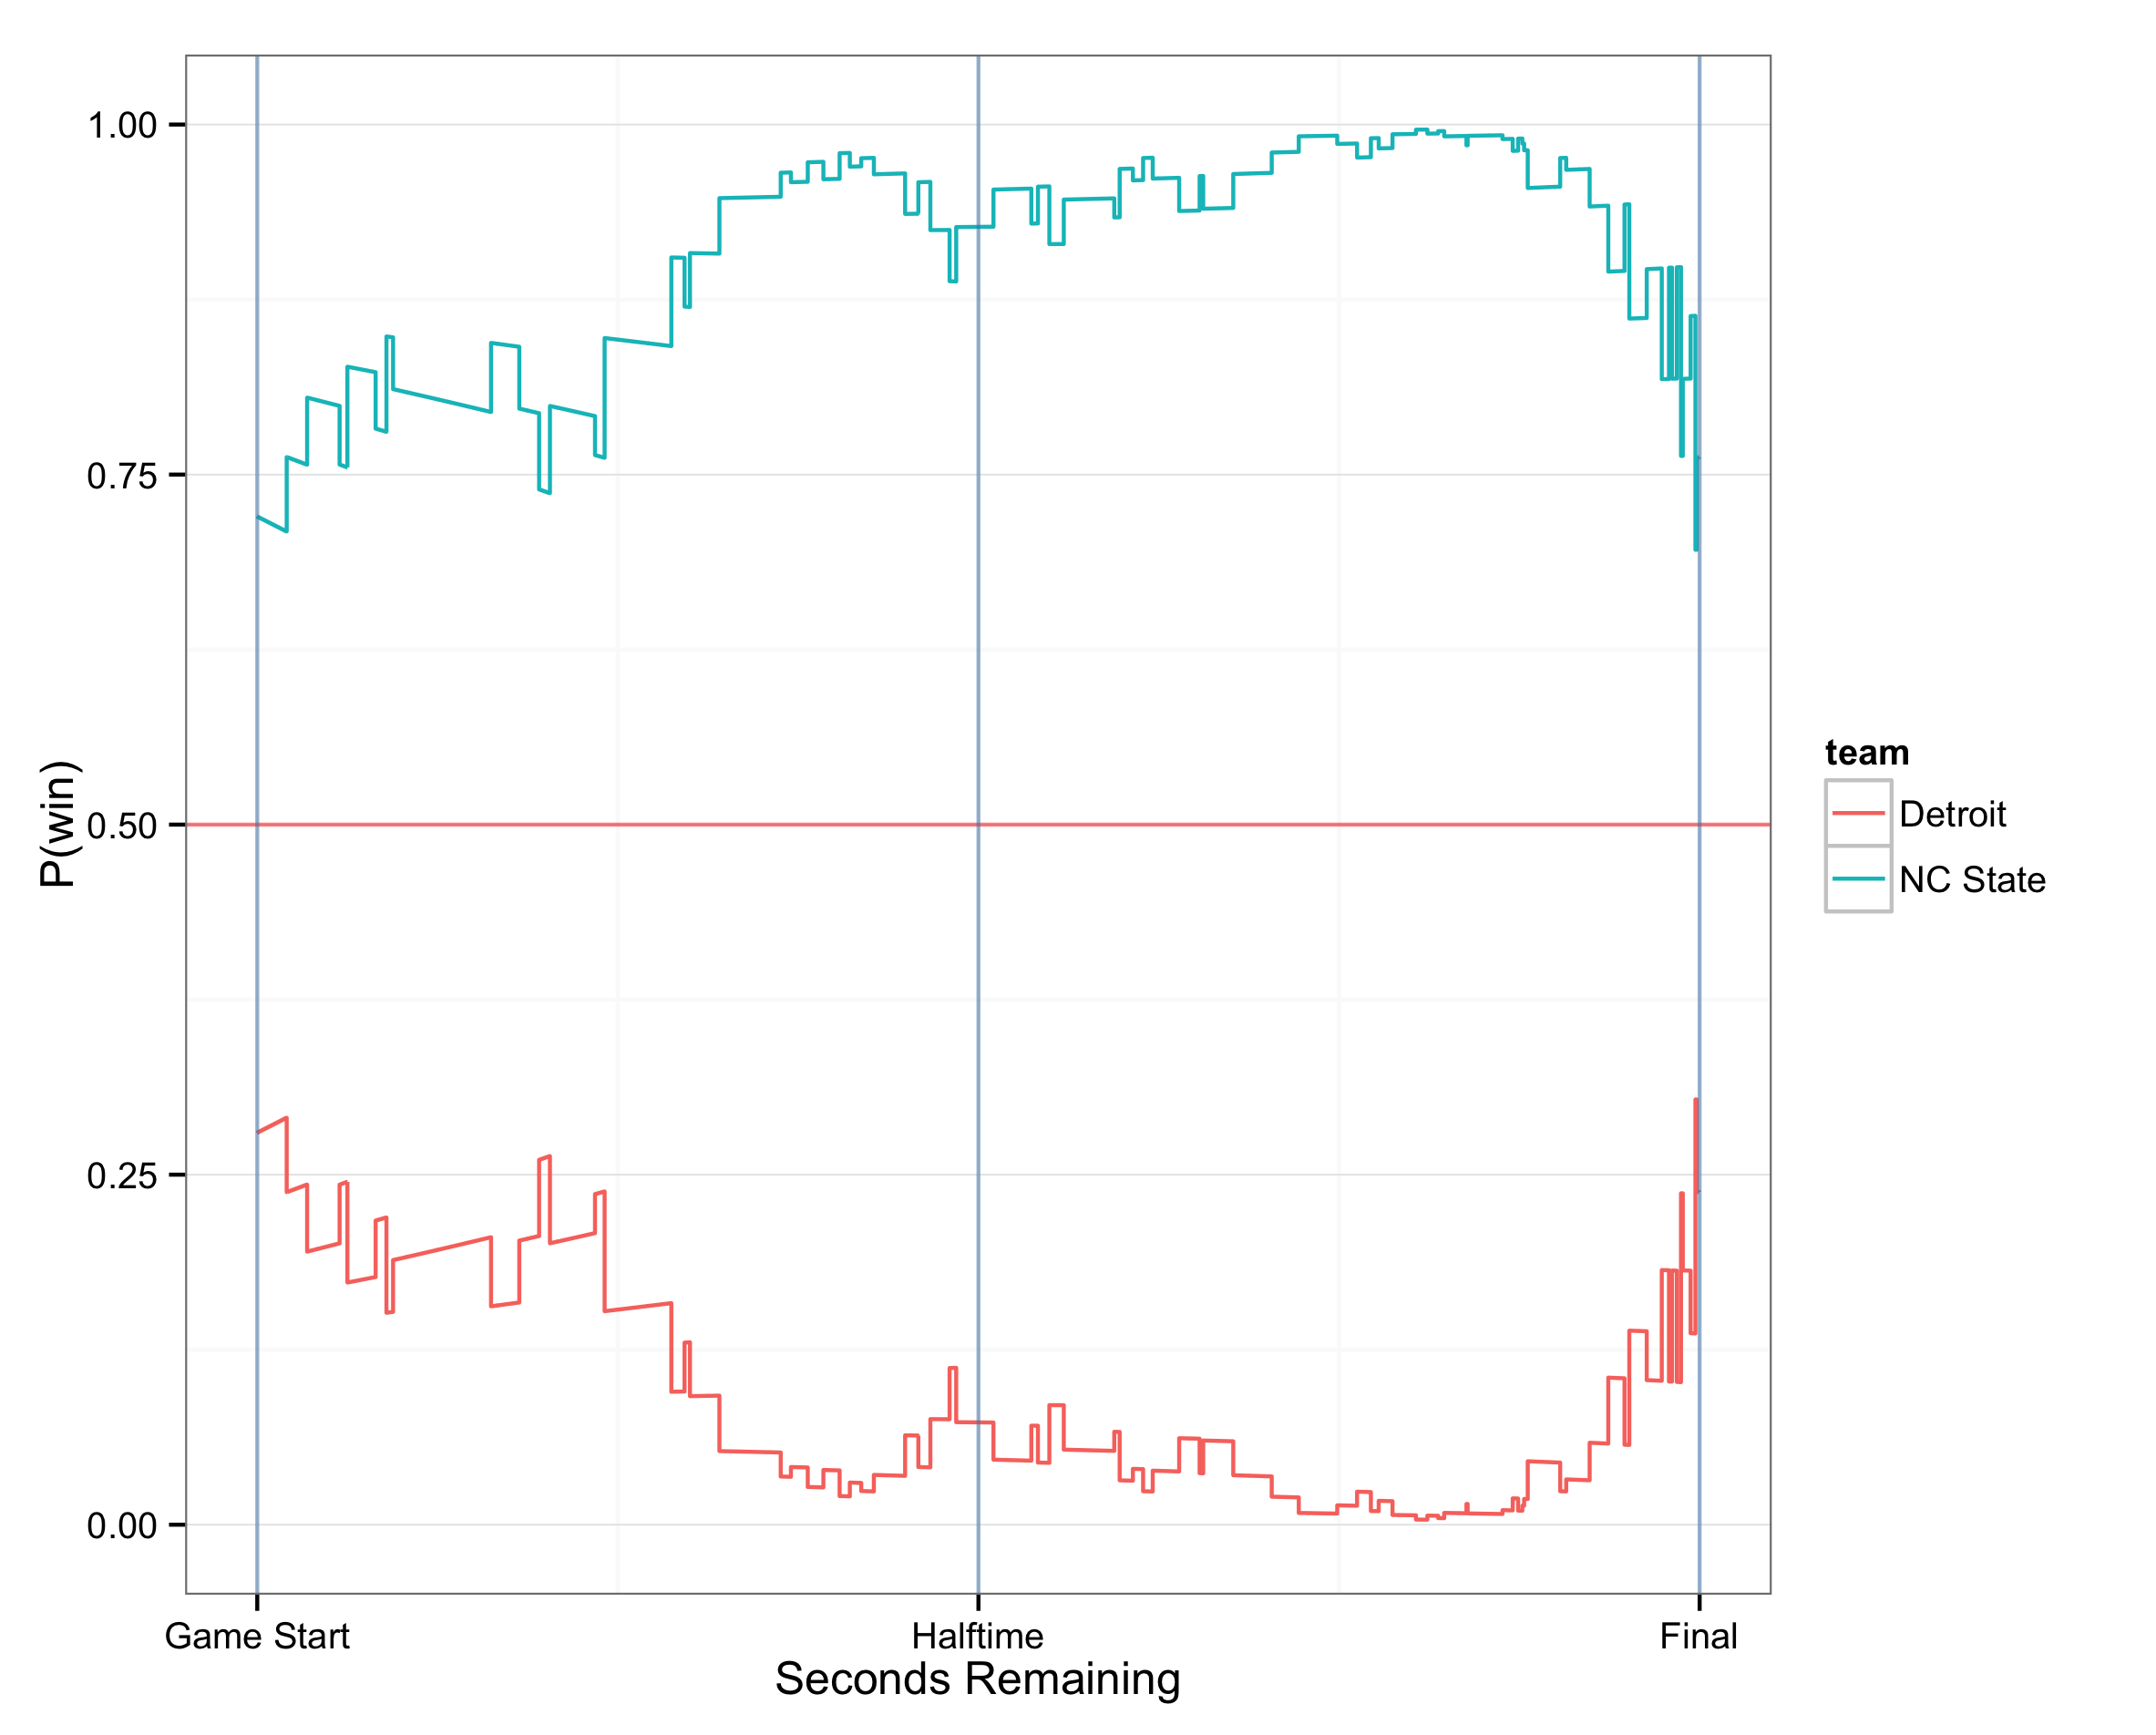 P(win)
1.00
0.75
0.50
0.25
0.00
Game Start
Halftime
Final
Seconds Remaining
team
Detroit
NC State